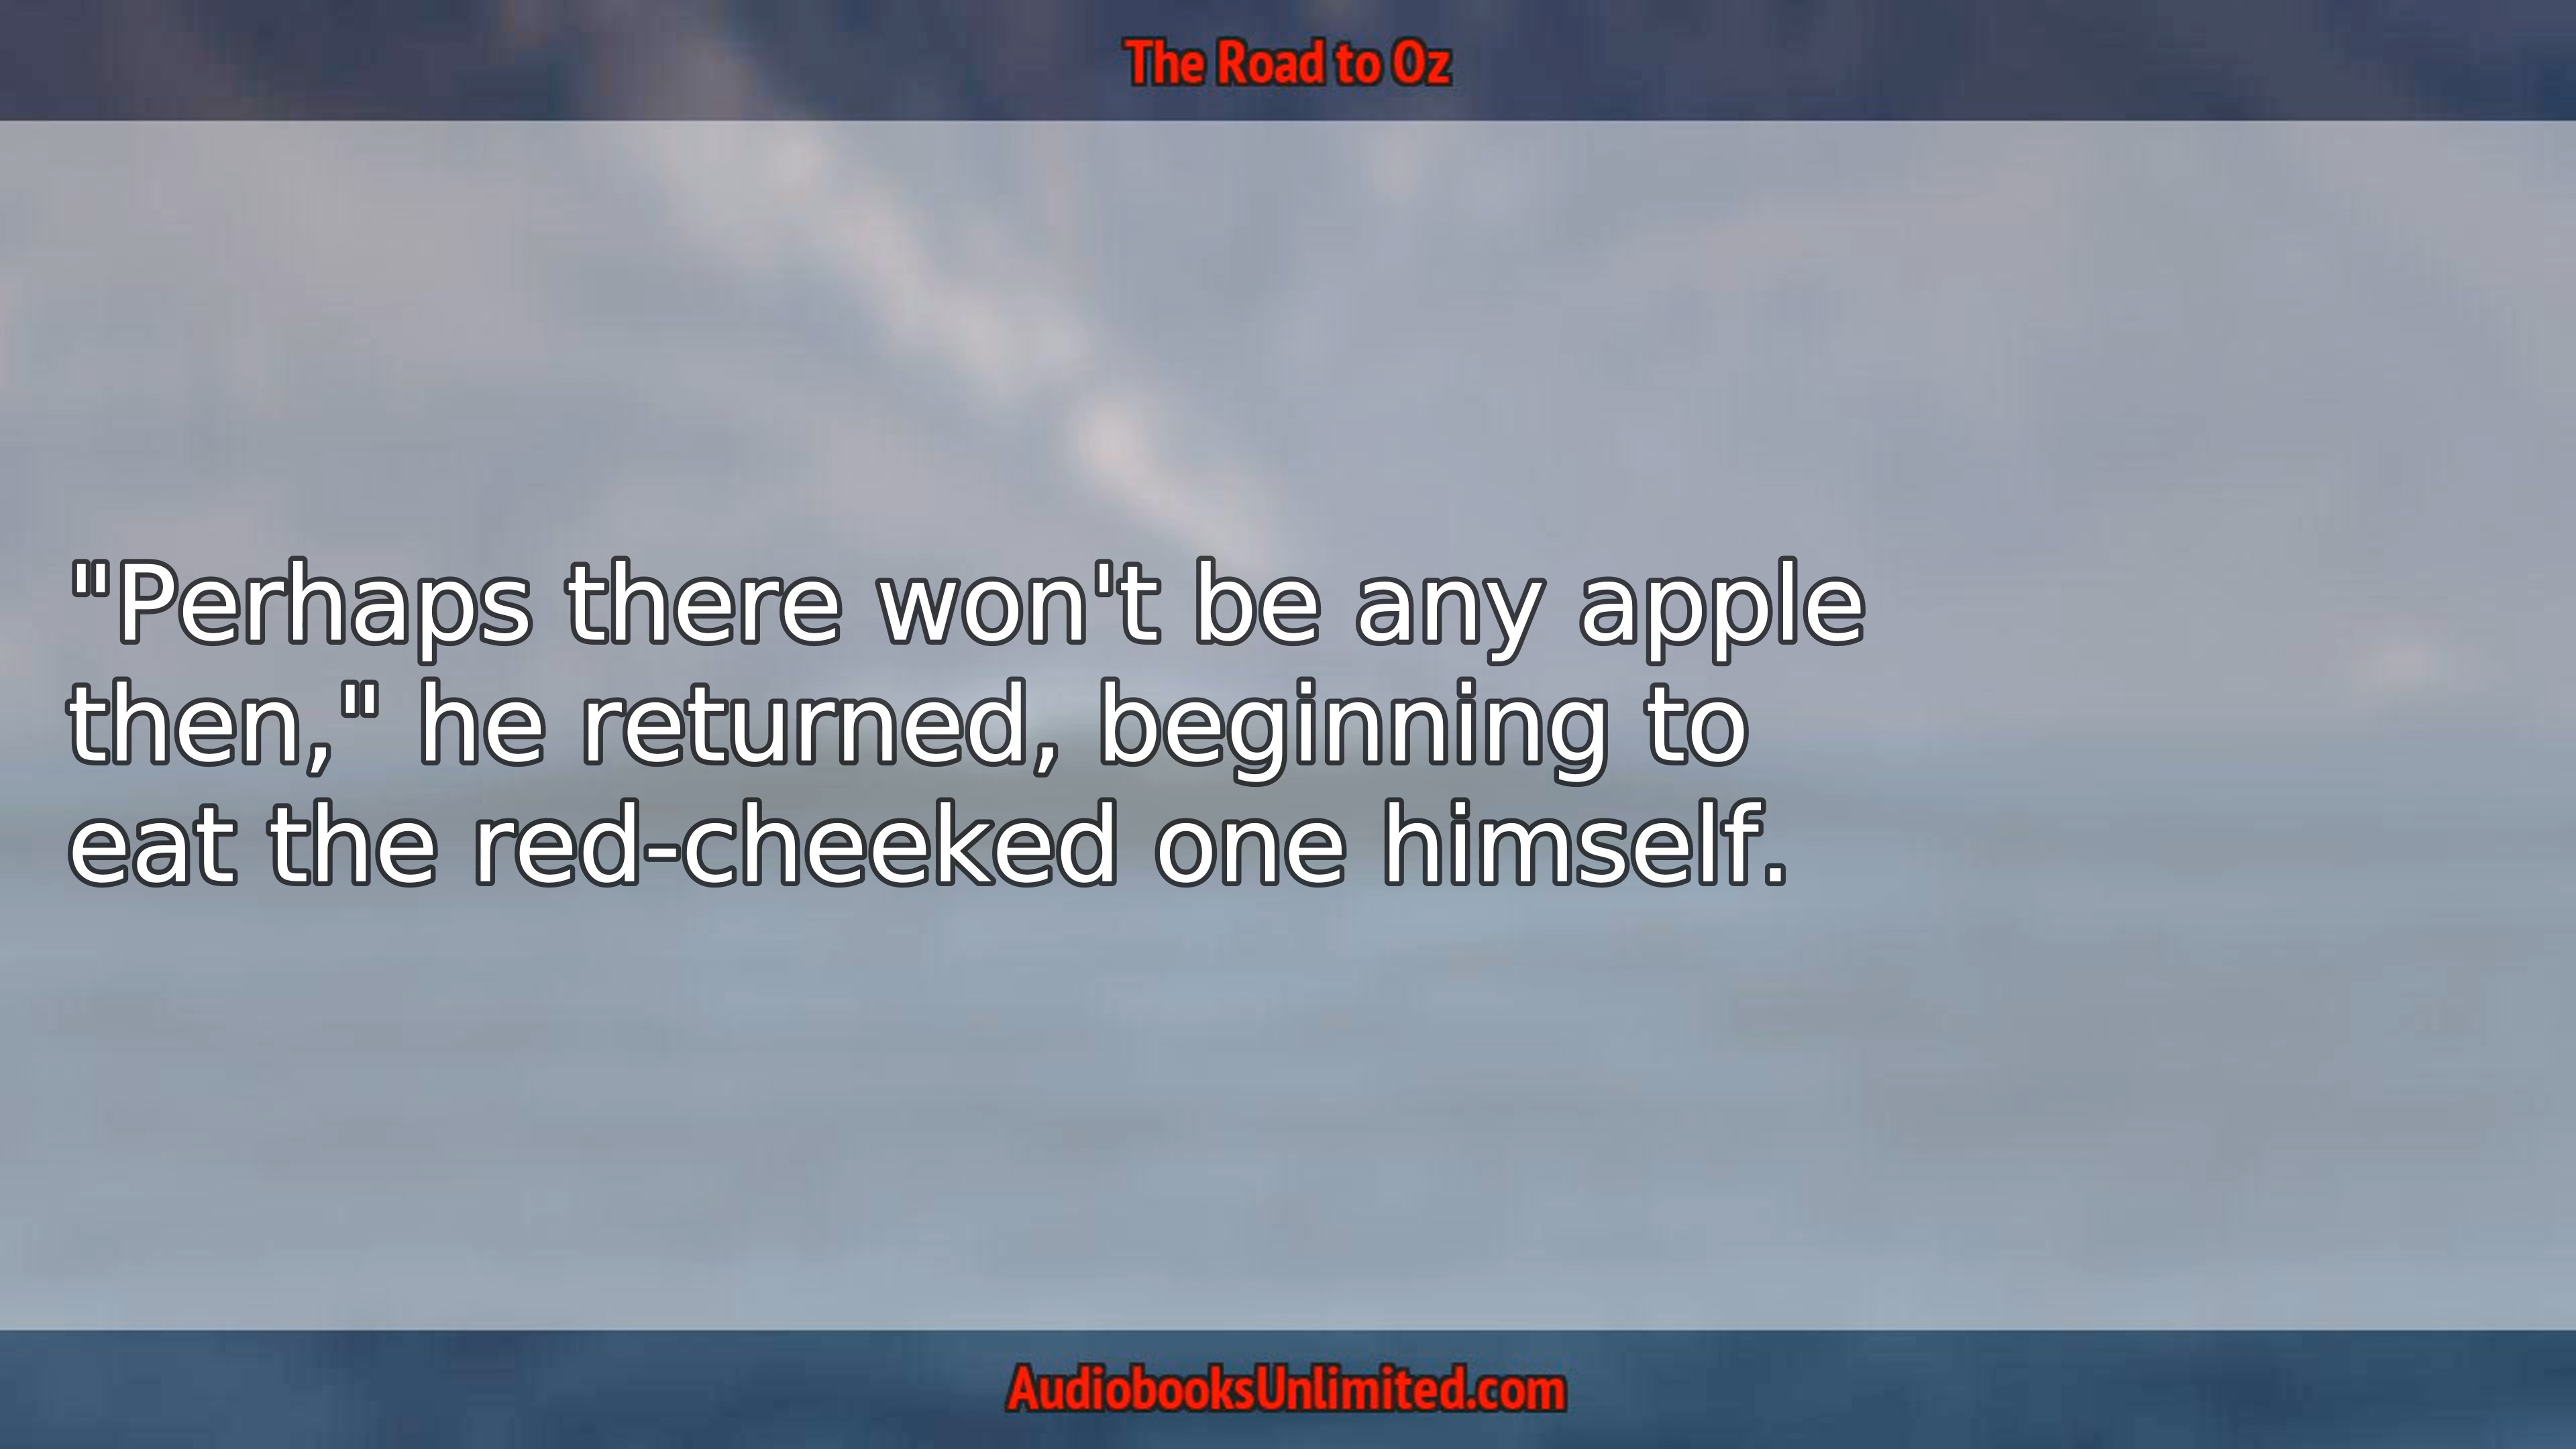 The Road to Oz
"Perhaps there won't be any apple
then," he returned, beginning to
eat the red-cheeked one himself.
AudiobooksUnlimited.com